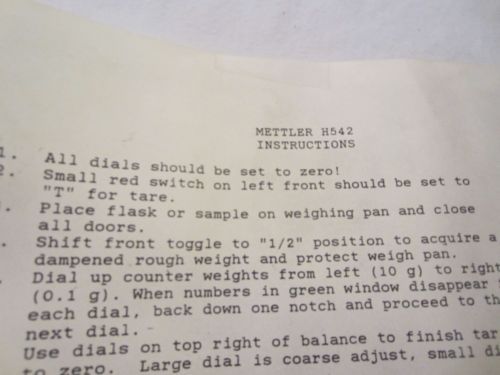 METTLER H542
INSTRUCTIONS
1. All dials should be set to zero!
2. Small red switch on left front should be set to
"T" for tare.
. Place flask or sample on weighing pan and close
all doors.
. Shift front toggle to "1/2" position to acquire a
dampened rough weight and protect weigh pan.
. Dial up counter weights from left (10 g) to right
(0.1 g). When numbers in green window disappear
each dial, back down one notch and proceed to th
next dial.
Use dials on top right of balance to finish tar
to zero. Large dial is coarse adjust, small di